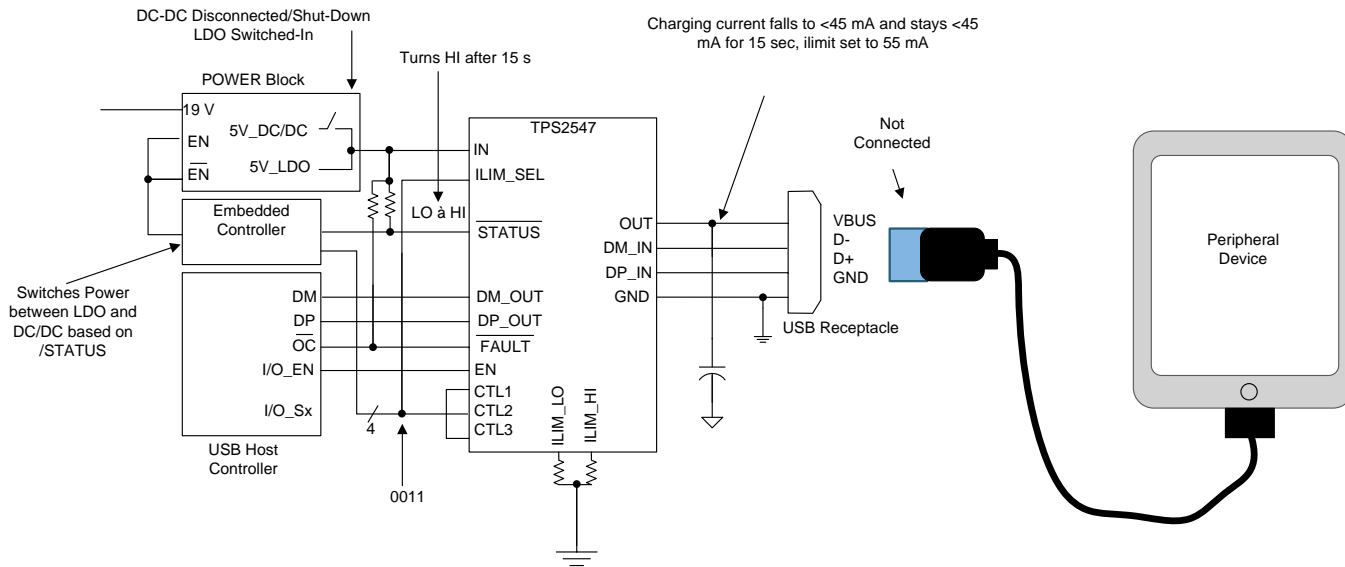 DC-DC Disconnected/Shut-Down
LDO Switched-In
Charging current falls to <45 mA and stays <45
mA for 15 sec, ilimit set to 55 mA
Turns HI after 15 s
POWER Block
19 V
5V_DC/DC
EN
EN
5V_LDO
TPS2547
IN
ILIM_SEL
LO à HI
Not
Connected
Embedded
Controller
STATUS
OUT
DM_IN
DP_IN
GND
VBUS
D-
D+
GND
Peripheral
Device
Switches Power
between LDO and
DC/DC based on
/STATUS
DM
DP
OC
I/O_EN
I/O_Sx
DM_OUT
DP_OUT
FAULT
EN
CTL1
CTL2
CTL3
USB Receptacle
ILIM_LO
ILIM_HI
4
USB Host
Controller
0011